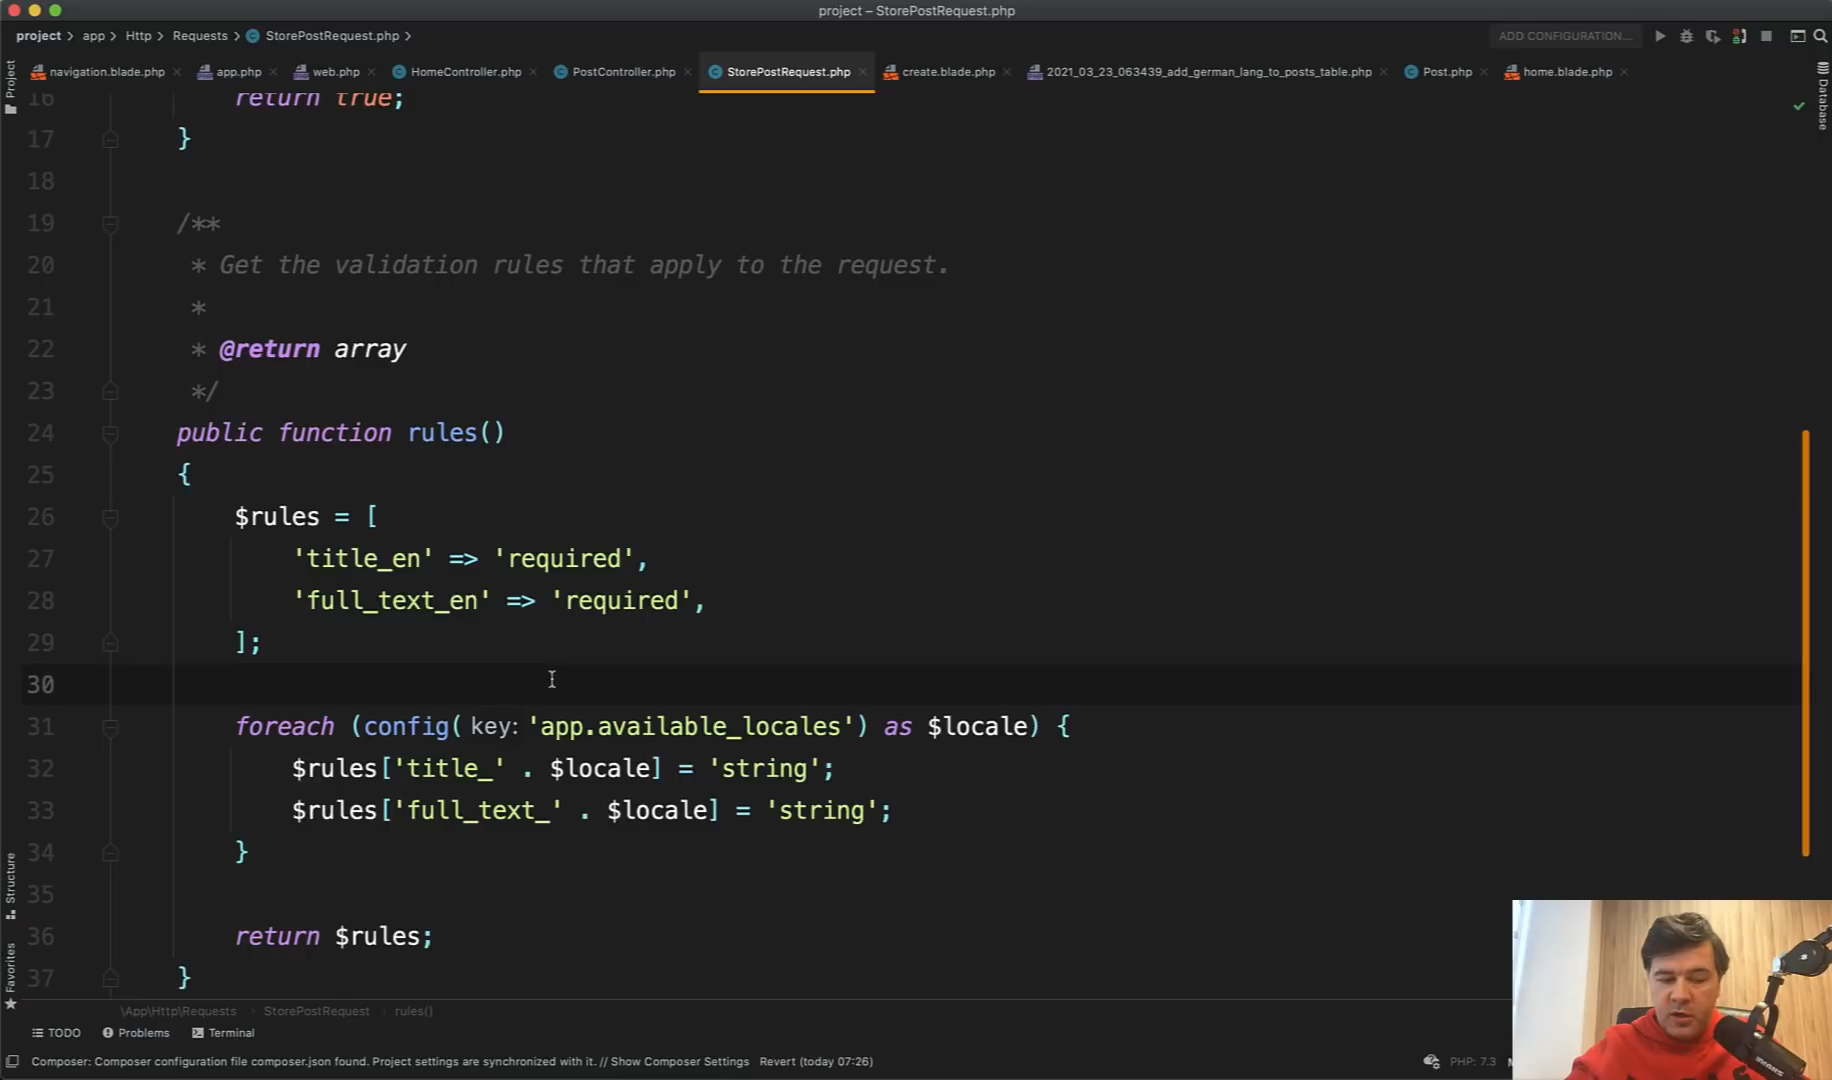 project – StorePostRequest.php
project > app > Http > Requests > StorePostRequest.php >
ADD CONFIGURATION...
navigation.blade.php app.php web.php HomeController.php PostController.php StorePostRequest.php create.blade.php 2021_03_23_063439_add_german_lang_to_posts_table.php Post.php home.blade.php
Project
Database
16 return true;
17 }
18
19 /**
20 * Get the validation rules that apply to the request.
21 *
22 * @return array
23 */
24 public function rules()
25 {
26 $rules = [
27 'title_en' => 'required',
28 'full_text_en' => 'required',
29 ];
30
31 foreach (config( key: 'app.available_locales') as $locale) {
32 $rules['title_' . $locale] = 'string';
33 $rules['full_text_' . $locale] = 'string';
34 }
35
36 return $rules;
37 }
Structure
Favorites
\App\Http\Requests > StorePostRequest > rules()
TODO Problems Terminal
Composer: Composer configuration file composer.json found. Project settings are synchronized with it. // Show Composer Settings Revert (today 07:26)
PHP: 7.3